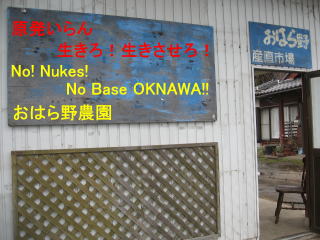 原発いらん
生きろ！生きさせろ！
No! Nukes!
No Base OKNAWA!!
おはら野農園
おはら野
産直市場